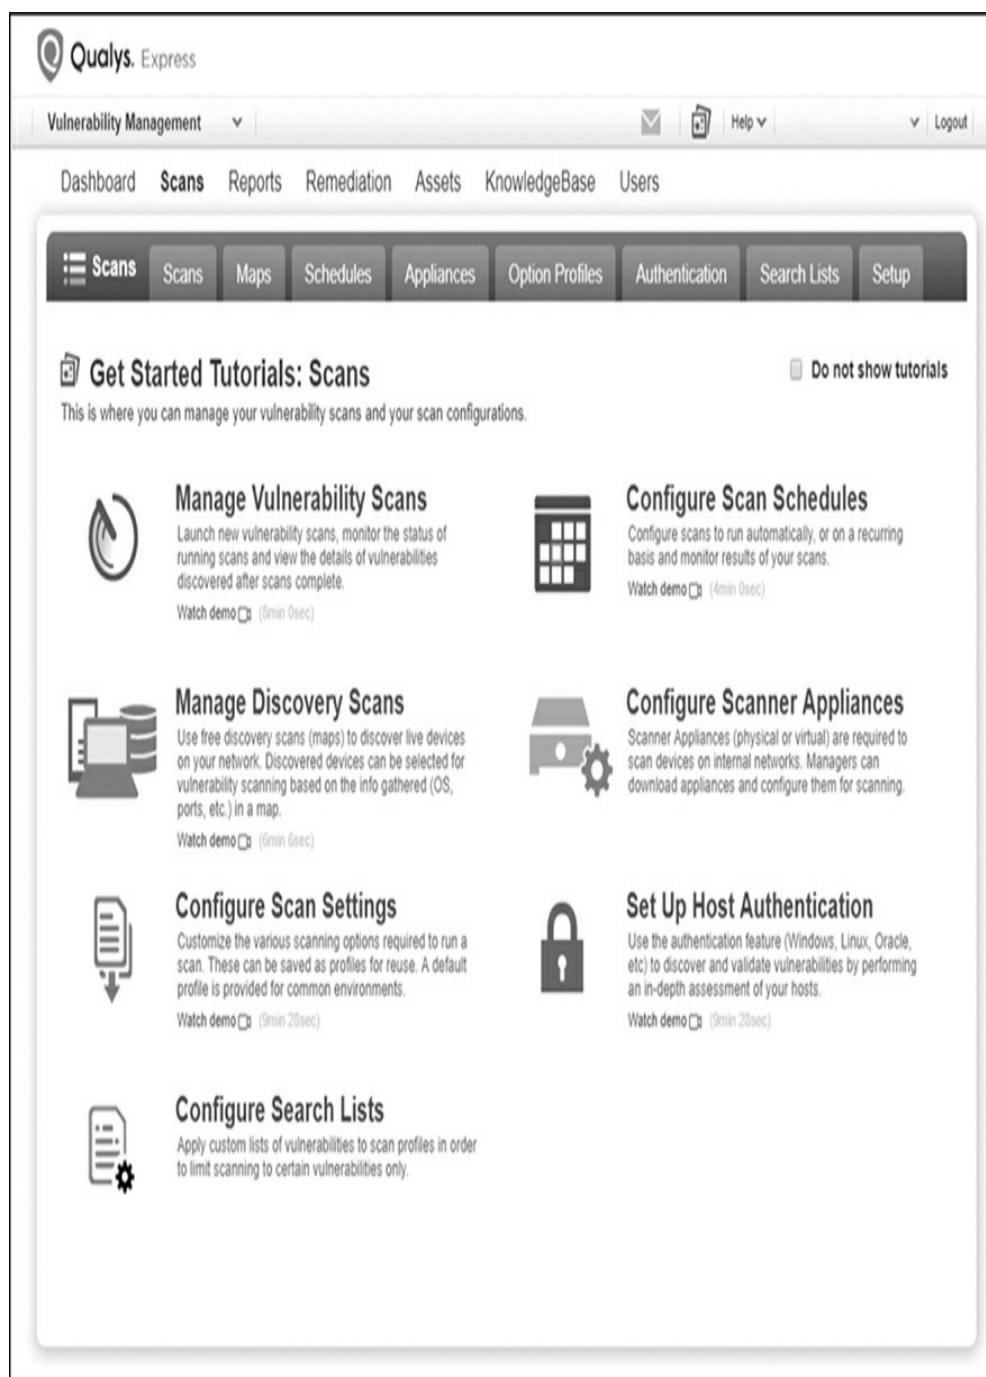 Qualys. Express
Vulnerability Management
Help
Logout
Dashboard Scans Reports Remediation Assets KnowledgeBase Users
Scans Scans Maps Schedules Appliances Option Profiles Authentication Search Lists Setup
Get Started Tutorials: Scans
Do not show tutorials
This is where you can manage your vulnerability scans and your scan configurations.
Manage Vulnerability Scans
Launch new vulnerability scans, monitor the status of
running scans and view the details of vulnerabilities
discovered after scans complete.
Watch demo (8min 0sec)
Configure Scan Schedules
Configure scans to run automatically, or on a recurring
basis and monitor results of your scans.
Watch demo (4min 0sec)
Manage Discovery Scans
Use free discovery scans (maps) to discover live devices
on your network. Discovered devices can be selected for
vulnerability scanning based on the info gathered (OS,
ports, etc.) in a map.
Watch demo (6min 6sec)
Configure Scanner Appliances
Scanner Appliances (physical or virtual) are required to
scan devices on internal networks. Managers can
download appliances and configure them for scanning.
Configure Scan Settings
Customize the various scanning options required to run a
scan. These can be saved as profiles for reuse. A default
profile is provided for common environments.
Watch demo (9min 28sec)
Set Up Host Authentication
Use the authentication feature (Windows, Linux, Oracle,
etc) to discover and validate vulnerabilities by performing
an in-depth assessment of your hosts.
Watch demo (9min 28sec)
Configure Search Lists
Apply custom lists of vulnerabilities to scan profiles in order
to limit scanning to certain vulnerabilities only.